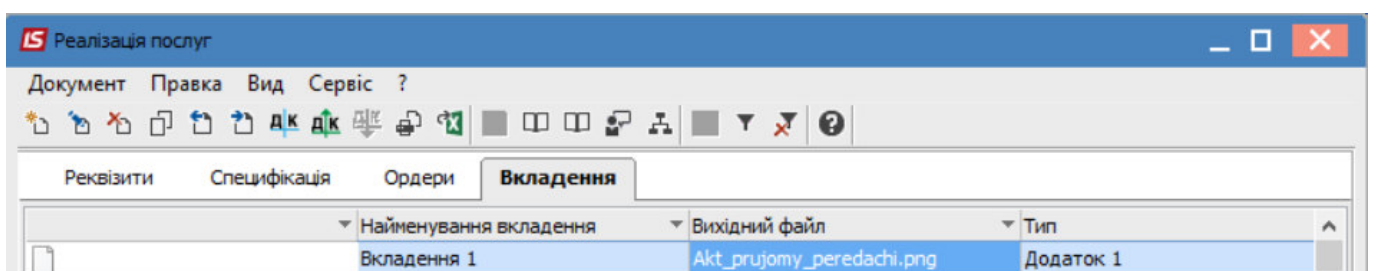 IS Реалізація послуг
Документ Правка Вид Сервіс ?
Д К Д К Д К ?
Реквізити Специфікація Ордери Вкладення
Найменування вкладення Вихідний файл Тип
Вкладення 1 Akt_prujomy_peredachi.png Додаток 1